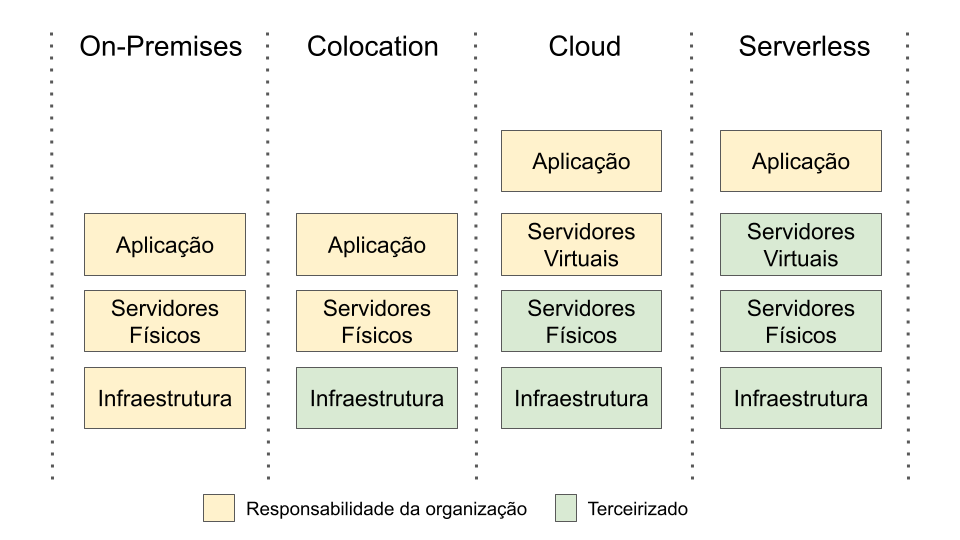 On-Premises
Colocation
Cloud
Serverless
Aplicação
Aplicação
Aplicação
Aplicação
Servidores
Virtuais
Servidores
Virtuais
Servidores
Físicos
Servidores
Físicos
Servidores
Físicos
Servidores
Físicos
Infraestrutura
Infraestrutura
Infraestrutura
Infraestrutura
Responsabilidade da organização
Terceirizado